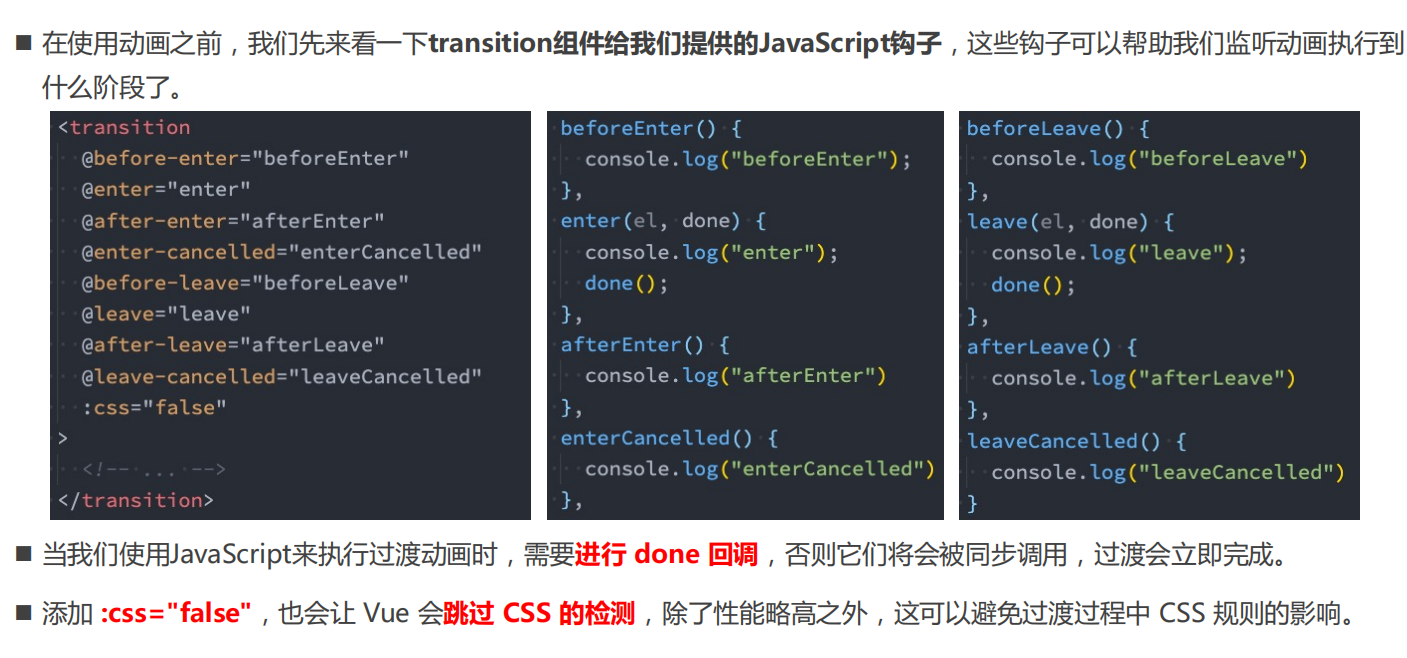 ■ 在使用动画之前，我们先来看一下transition组件给我们提供的JavaScript钩子，这些钩子可以帮助我们监听动画执行到
什么阶段了。
<transition
@before-enter="beforeEnter"
@enter="enter"
@after-enter="afterEnter"
@enter-cancelled="enterCancelled"
@before-leave="beforeLeave"
@leave="leave"
@after-leave="afterLeave"
@leave-cancelled="leaveCancelled"
:css="false"
>
<!-- ... -->
</transition>
beforeEnter() {
console.log("beforeEnter");
},
enter(el, done) {
console.log("enter");
done();
},
afterEnter() {
console.log("afterEnter")
},
enterCancelled() {
console.log("enterCancelled")
},
beforeLeave() {
console.log("beforeLeave")
},
leave(el, done) {
console.log("leave");
done();
},
afterLeave() {
console.log("afterLeave")
},
leaveCancelled() {
console.log("leaveCancelled")
}
■ 当我们使用JavaScript来执行过渡动画时，需要进行 done 回调，否则它们将会被同步调用，过渡会立即完成。
■ 添加 :css="false"，也会让 Vue 会跳过 CSS 的检测，除了性能略高之外，这可以避免过渡过程中 CSS 规则的影响。